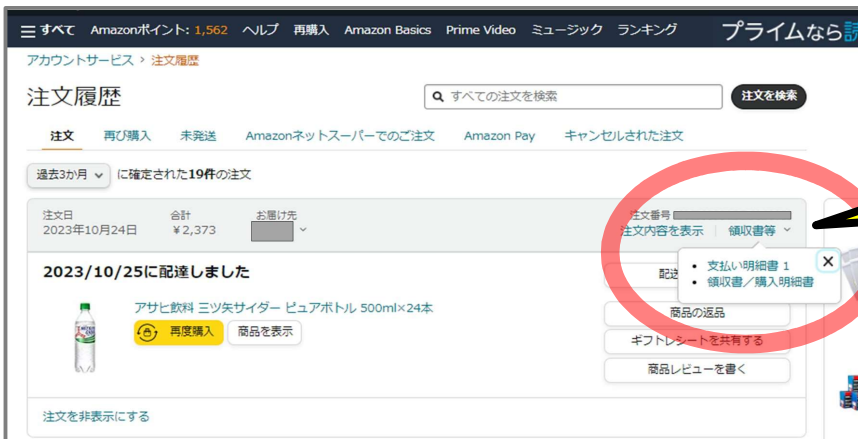 すべて Amazonポイント: 1,562 ヘルプ 再購入 Amazon Basics Prime Video ミュージック ランキング プライムなら読
アカウントサービス › 注文履歴
注文履歴 すべての注文を検索 注文を検索
注文 再び購入 未発送 Amazonネットスーパーでのご注文 Amazon Pay キャンセルされた注文
過去3か月 に確定された19件の注文
注文日 合計 お届け先 注文番号
2023年10月24日 ¥2,373 注文内容を表示 領収書等
2023/10/25に配達しました
配送
支払い明細書 1
領収書/購入明細書
アサヒ飲料 三ツ矢サイダー ピュアボトル 500ml×24本
再度購入 商品を表示
商品の返品
ギフトレシートを共有する
商品レビューを書く
注文を非表示にする